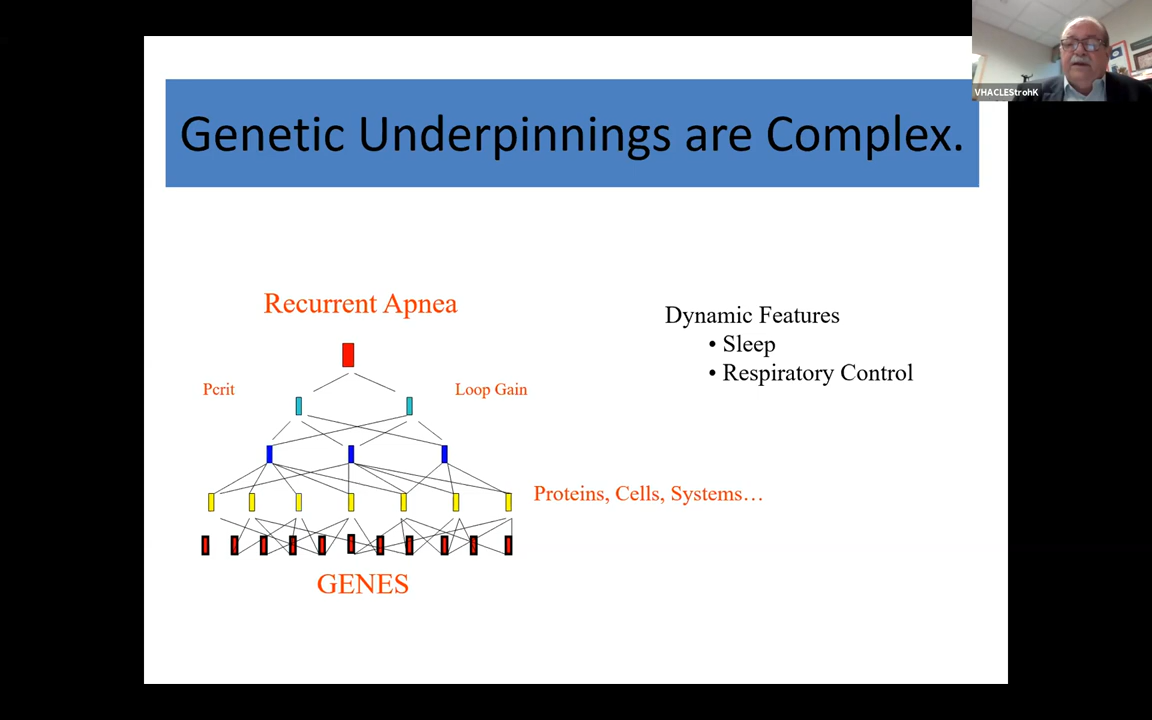 Genetic Underpinnings are Complex.
VHACLEStrohK
Recurrent Apnea
Pcrit
Loop Gain
Dynamic Features
• Sleep
• Respiratory Control
Proteins, Cells, Systems…
GENES